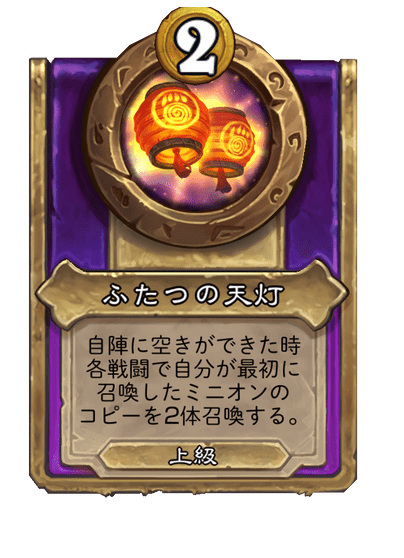 2
ふたつの天灯
自陣に空きができた時
各戦闘で自分が最初に
召喚したミニオンの
コピーを2体召喚する。
上級